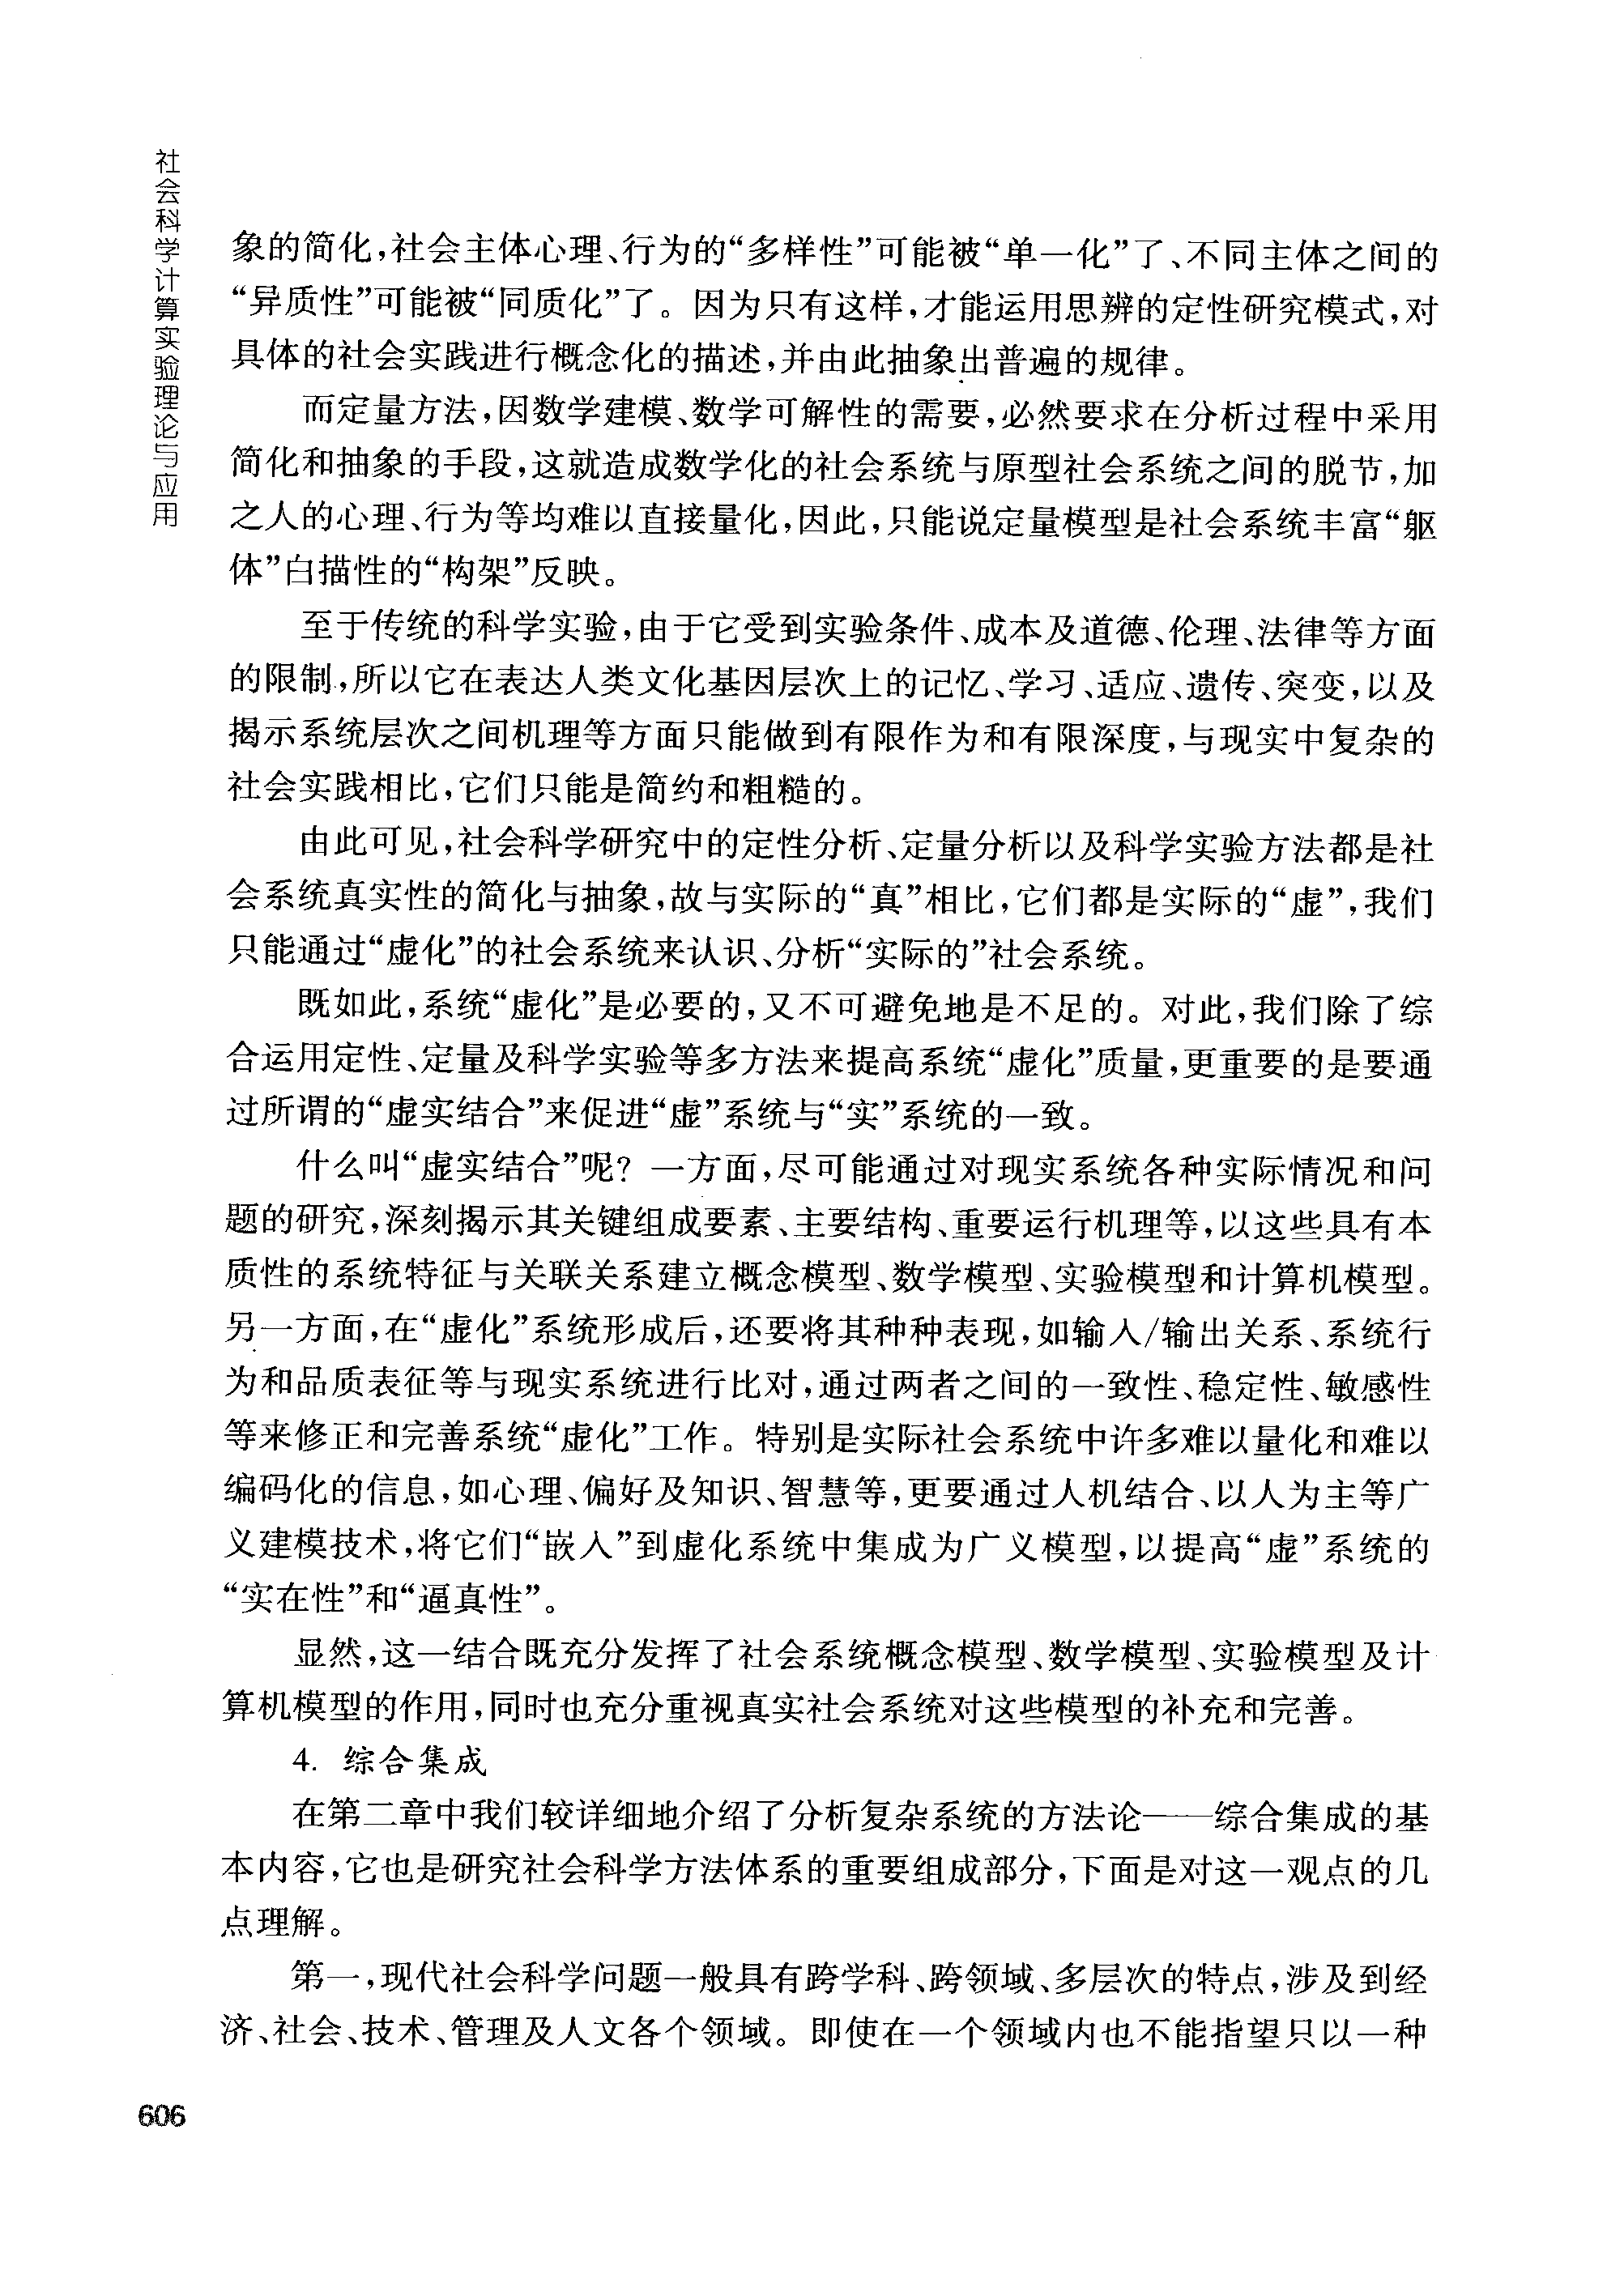 社会科学计算实验理论与应用
象的简化,社会主体心理、行为的“多样性”可能被“单一化”了、不同主体之间的
“异质性”可能被“同质化”了。因为只有这样,才能运用思辨的定性研究模式,对
具体的社会实践进行概念化的描述,并由此抽象出普遍的规律。
而定量方法,因数学建模、数学可解性的需要,必然要求在分析过程中采用
简化和抽象的手段,这就造成数学化的社会系统与原型社会系统之间的脱节,加
之人的心理、行为等均难以直接量化,因此,只能说定量模型是社会系统丰富“躯
体”白描性的“构架”反映。
至于传统的科学实验,由于它受到实验条件、成本及道德、伦理、法律等方面
的限制,所以它在表达人类文化基因层次上的记忆、学习、适应、遗传、突变,以及
揭示系统层次之间机理等方面只能做到有限作为和有限深度,与现实中复杂的
社会实践相比,它们只能是简约和粗糙的。
由此可见,社会科学研究中的定性分析、定量分析以及科学实验方法都是社
会系统真实性的简化与抽象,故与实际的“真”相比,它们都是实际的“虚”,我们
只能通过“虚化”的社会系统来认识、分析“实际的”社会系统。
既如此,系统“虚化”是必要的,又不可避免地是不足的。对此,我们除了综
合运用定性、定量及科学实验等多方法来提高系统“虚化”质量,更重要的是要通
过所谓的“虚实结合”来促进“虚”系统与“实”系统的一致。
什么叫“虚实结合”呢?一方面,尽可能通过对现实系统各种实际情况和问
题的研究,深刻揭示其关键组成要素、主要结构、重要运行机理等,以这些具有本
质性的系统特征与关联关系建立概念模型、数学模型、实验模型和计算机模型。
另一方面,在“虚化”系统形成后,还要将其种种表现,如输入/输出关系、系统行
为和品质表征等与现实系统进行比对,通过两者之间的一致性、稳定性、敏感性
等来修正和完善系统“虚化”工作。特别是实际社会系统中许多难以量化和难以
编码化的信息,如心理、偏好及知识、智慧等,更要通过人机结合、以人为主等广
义建模技术,将它们“嵌入”到虚化系统中集成为广义模型,以提高“虚”系统的
“实在性”和“逼真性”。
显然,这一结合既充分发挥了社会系统概念模型、数学模型、实验模型及计
算机模型的作用,同时也充分重视真实社会系统对这些模型的补充和完善。
4. 综合集成
在第二章中我们较详细地介绍了分析复杂系统的方法论——综合集成的基
本内容,它也是研究社会科学方法体系的重要组成部分,下面是对这一观点的几
点理解。
第一,现代社会科学问题一般具有跨学科、跨领域、多层次的特点,涉及到经
济、社会、技术、管理及人文各个领域。即使在一个领域内也不能指望只以一种
606